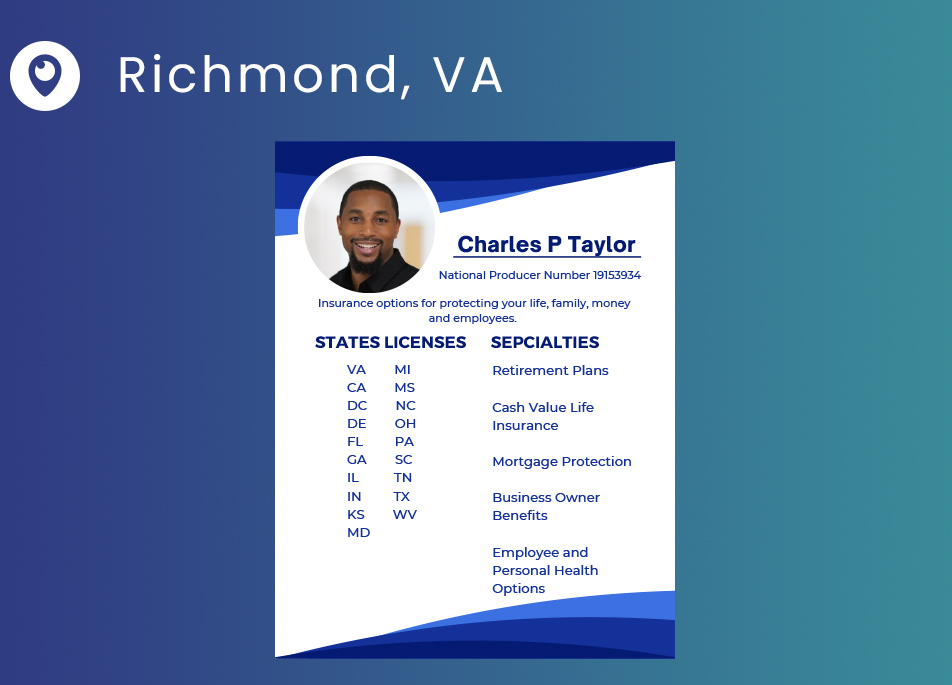 Richmond, VA
Charles P Taylor
National Producer Number 19153934
Insurance options for protecting your life, family, money
and employees.
STATES LICENSES
VA MI
CA MS
DC NC
DE OH
FL PA
GA SC
IL TN
IN TX
KS WV
MD
SEPCIALTIES
Retirement Plans
Cash Value Life
Insurance
Mortgage Protection
Business Owner
Benefits
Employee and
Personal Health
Options